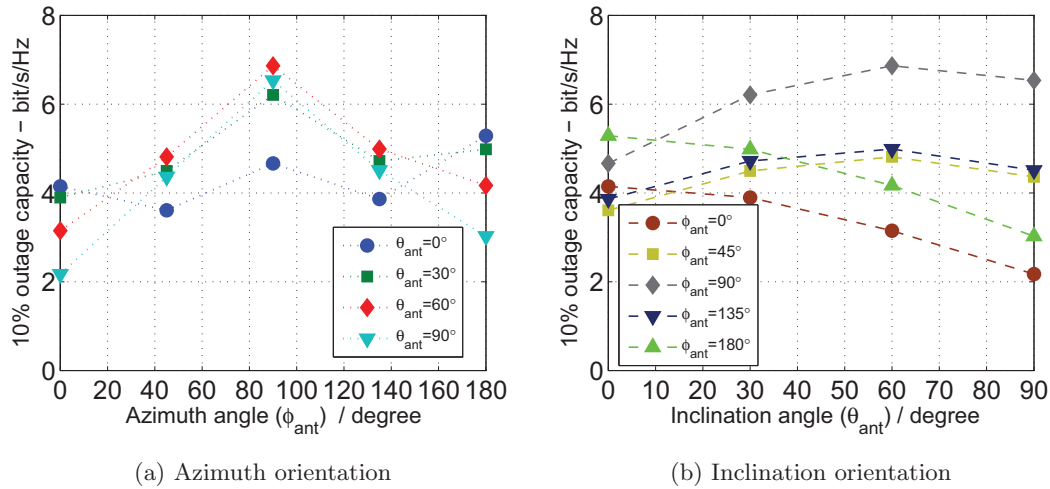 8
6
4
2
0
10% outage capacity – bit/s/Hz
0 20 40 60 80 100 120 140 160 180
Azimuth angle (ϕant) / degree
θant=0°
θant=30°
θant=60°
θant=90°
(a) Azimuth orientation
8
6
4
2
0
10% outage capacity – bit/s/Hz
0 10 20 30 40 50 60 70 80 90
Inclination angle (θant) / degree
ϕant=0°
ϕant=45°
ϕant=90°
ϕant=135°
ϕant=180°
(b) Inclination orientation